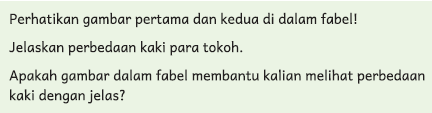 Perhatikan gambar pertama dan kedua di dalam fabel!
Jelaskan perbedaan kaki para tokoh.
Apakah gambar dalam fabel membantu kalian melihat perbedaan
kaki dengan jelas?